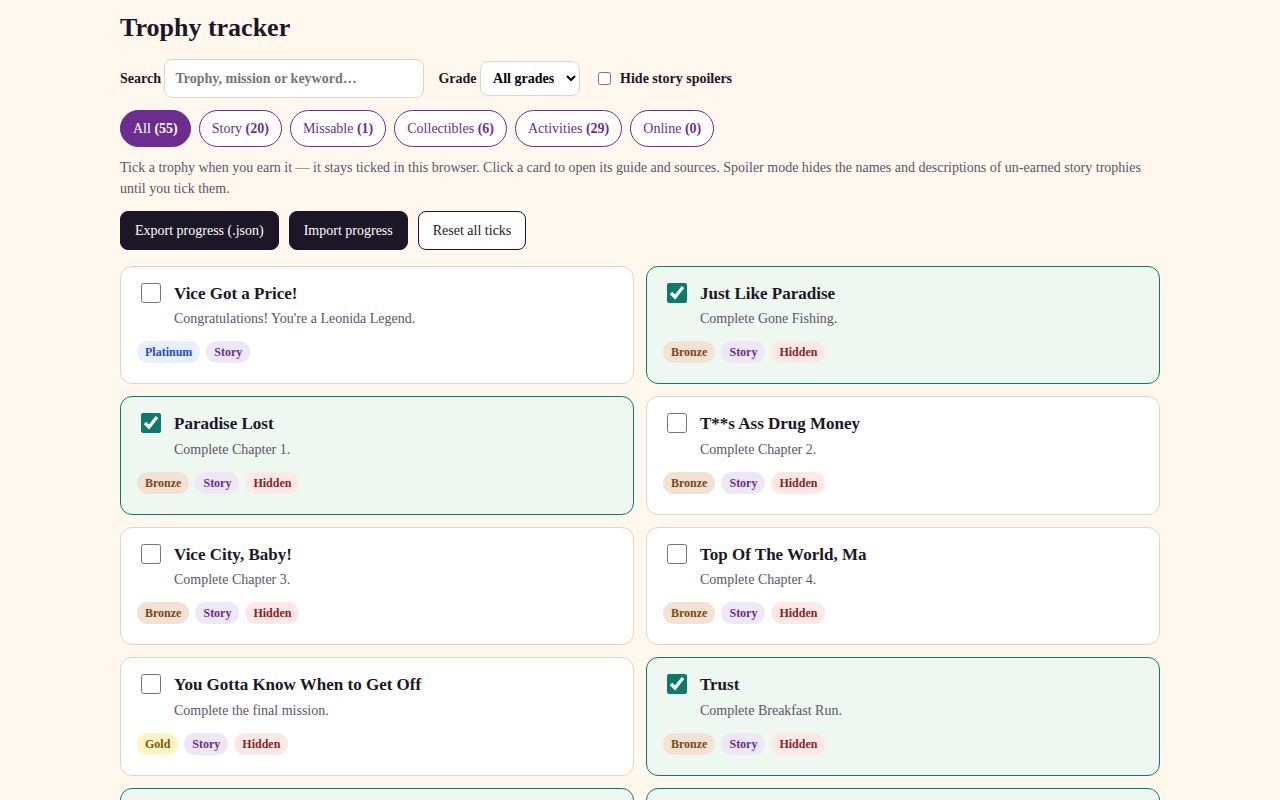 Trophy tracker
Search Trophy, mission or keyword… Grade All grades Hide story spoilers
All (55) Story (20) Missable (1) Collectibles (6) Activities (29) Online (0)
Tick a trophy when you earn it — it stays ticked in this browser. Click a card to open its guide and sources. Spoiler mode hides the names and descriptions of un-earned story trophies
until you tick them.
Export progress (.json) Import progress Reset all ticks
Vice Got a Price!
Congratulations! You're a Leonida Legend.
Platinum Story
Just Like Paradise
Complete Gone Fishing.
Bronze Story Hidden
Paradise Lost
Complete Chapter 1.
Bronze Story Hidden
T**s Ass Drug Money
Complete Chapter 2.
Bronze Story Hidden
Vice City, Baby!
Complete Chapter 3.
Bronze Story Hidden
Top Of The World, Ma
Complete Chapter 4.
Bronze Story Hidden
You Gotta Know When to Get Off
Complete the final mission.
Gold Story Hidden
Trust
Complete Breakfast Run.
Bronze Story Hidden